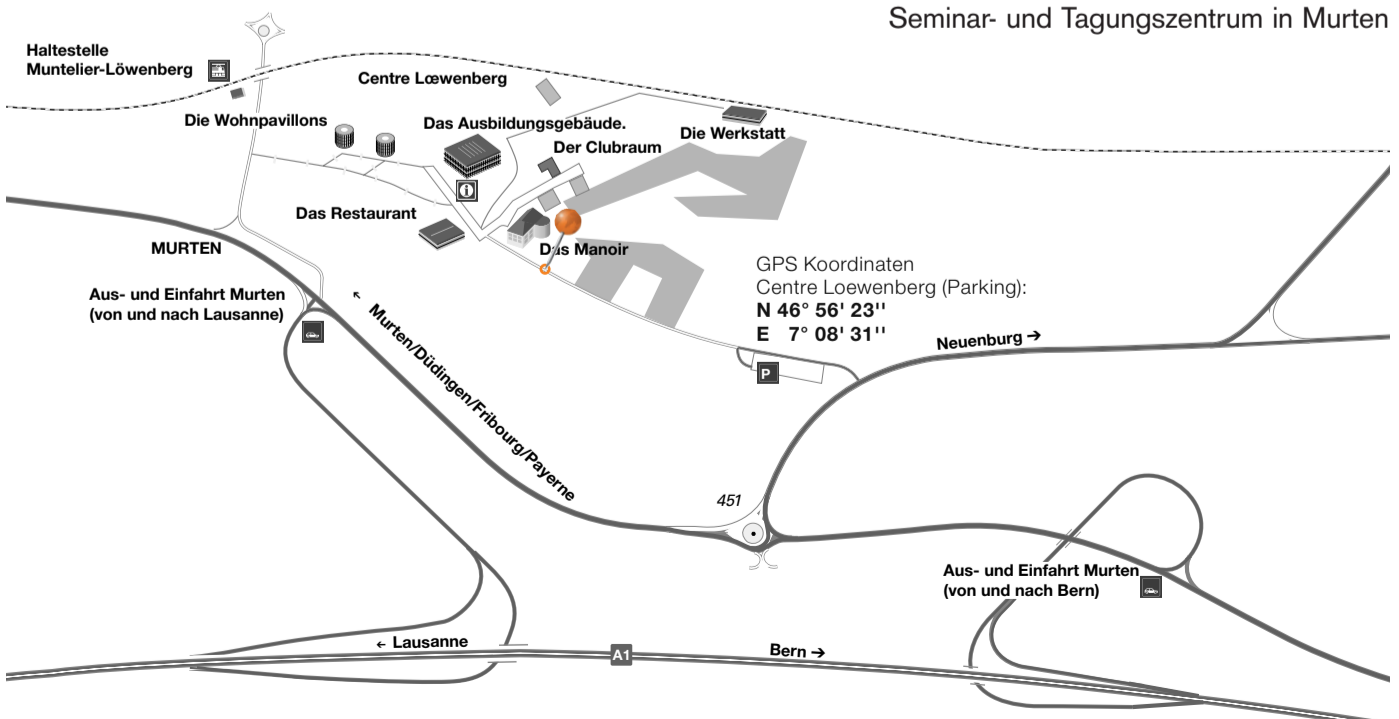 Seminar- und Tagungszentrum in Murten
Haltestelle
Muntelier-Löwenberg
Centre Lœwenberg
Die Wohnpavillons
Das Ausbildungsgebäude.
Die Werkstatt
Der Clubraum
i
Das Restaurant
MURTEN
Das Manoir
GPS Koordinaten
Centre Loewenberg (Parking):
N 46° 56' 23''
E 7° 08' 31''
Aus- und Einfahrt Murten
(von und nach Lausanne)
←
Murten/Düdingen/Fribourg/Payerne
Neuenburg →
P
451
Aus- und Einfahrt Murten
(von und nach Bern)
← Lausanne
A1
Bern →